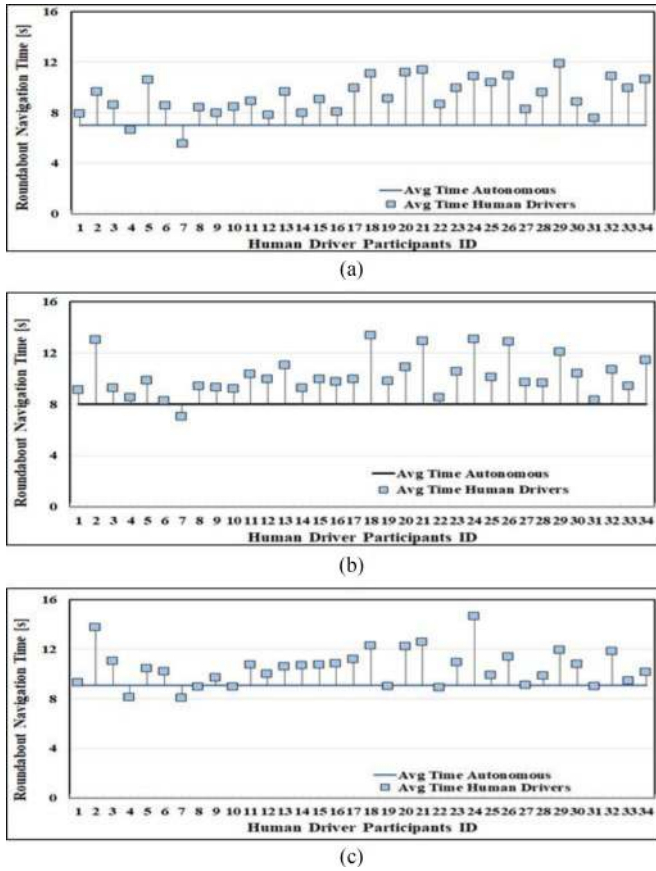 Roundabout Navigation Time [s]
16
12
8
4
0
Avg Time Autonomous
Avg Time Human Drivers
1 2 3 4 5 6 7 8 9 10 11 12 13 14 15 16 17 18 19 20 21 22 23 24 25 26 27 28 29 30 31 32 33 34
Human Driver Participants ID
(a)
Roundabout Navigation Time [s]
16
12
8
4
0
Avg Time Autonomous
Avg Time Human Drivers
1 2 3 4 5 6 7 8 9 10 11 12 13 14 15 16 17 18 19 20 21 22 23 24 25 26 27 28 29 30 31 32 33 34
Human Driver Participants ID
(b)
Roundabout Navigation Time [s]
16
12
8
4
0
Avg Time Autonomous
Avg Time Human Drivers
1 2 3 4 5 6 7 8 9 10 11 12 13 14 15 16 17 18 19 20 21 22 23 24 25 26 27 28 29 30 31 32 33 34
Human Driver Participants ID
(c)